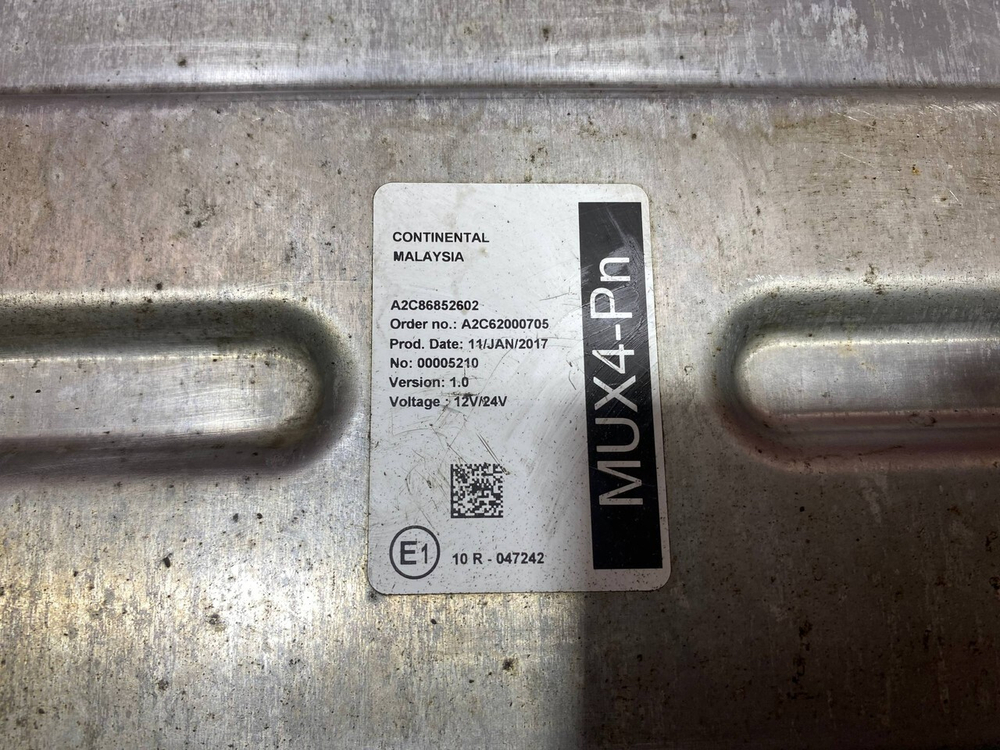 CONTINENTAL
MALAYSIA
A2C86852602
Order no.: A2C62000705
Prod. Date: 11/JAN/2017
No: 00005210
Version: 1.0
Voltage : 12V/24V
E1
10 R - 047242
MUX4-Pn